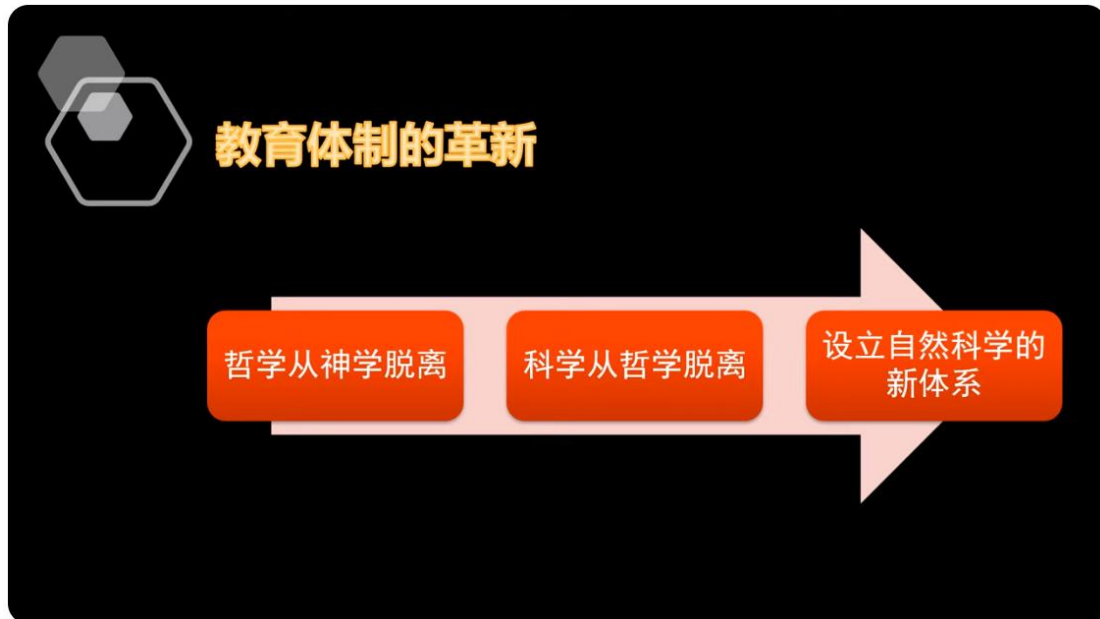 教育体制的革新
哲学从神学脱离
科学从哲学脱离
设立自然科学的
新体系